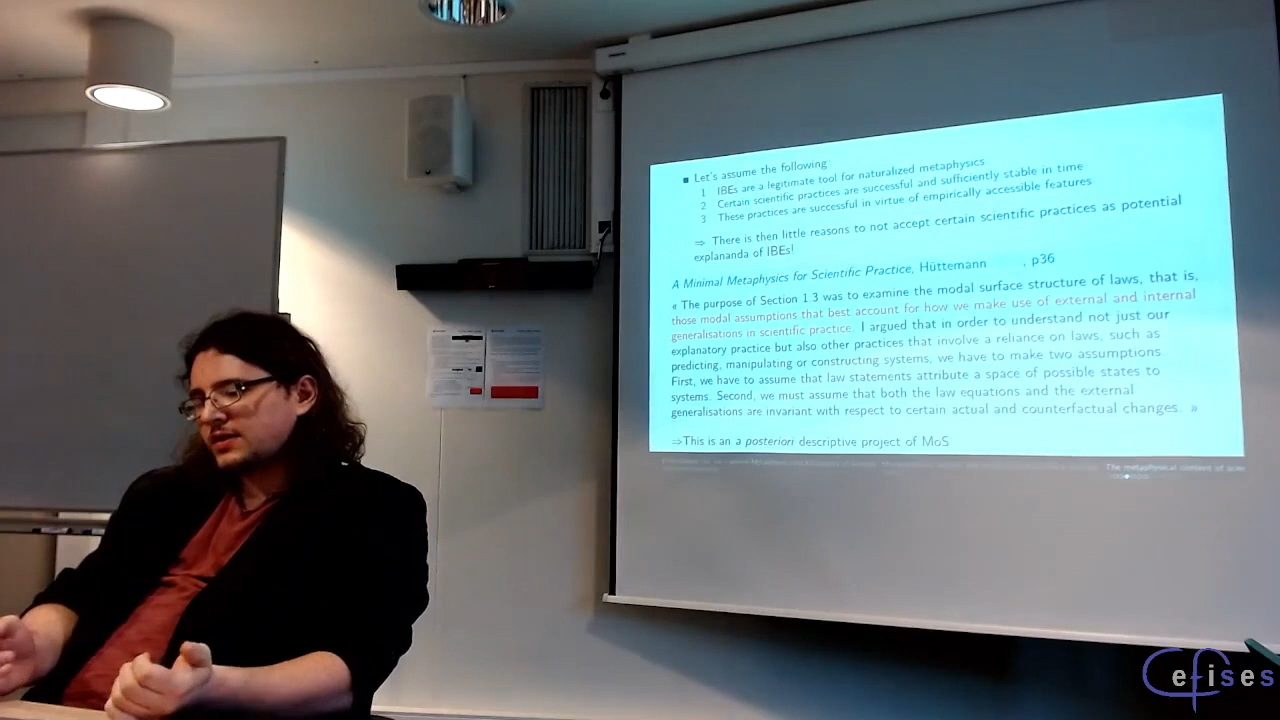 ■ Let's assume the following
1 IBEs are a legitimate tool for naturalized metaphysics
2 Certain scientific practices are successful and sufficiently stable in time
3 These practices are successful in virtue of empirically accessible features
⇒ There is then little reasons to not accept certain scientific practices as potential
explananda of IBEs!
A Minimal Metaphysics for Scientific Practice, Hüttemann , p36
« The purpose of Section 1.3 was to examine the modal surface structure of laws, that is,
those modal assumptions that best account for how we make use of external and internal
generalisations in scientific practice. I argued that in order to understand not just our
explanatory practice but also other practices that involve a reliance on laws, such as
predicting, manipulating or constructing systems, we have to make two assumptions.
First, we have to assume that law statements attribute a space of possible states to
systems. Second, we must assume that both the law equations and the external
generalisations are invariant with respect to certain actual and counterfactual changes. »
⇒This is an a posteriori descriptive project of MoS
The metaphysical content of scien
Cefises